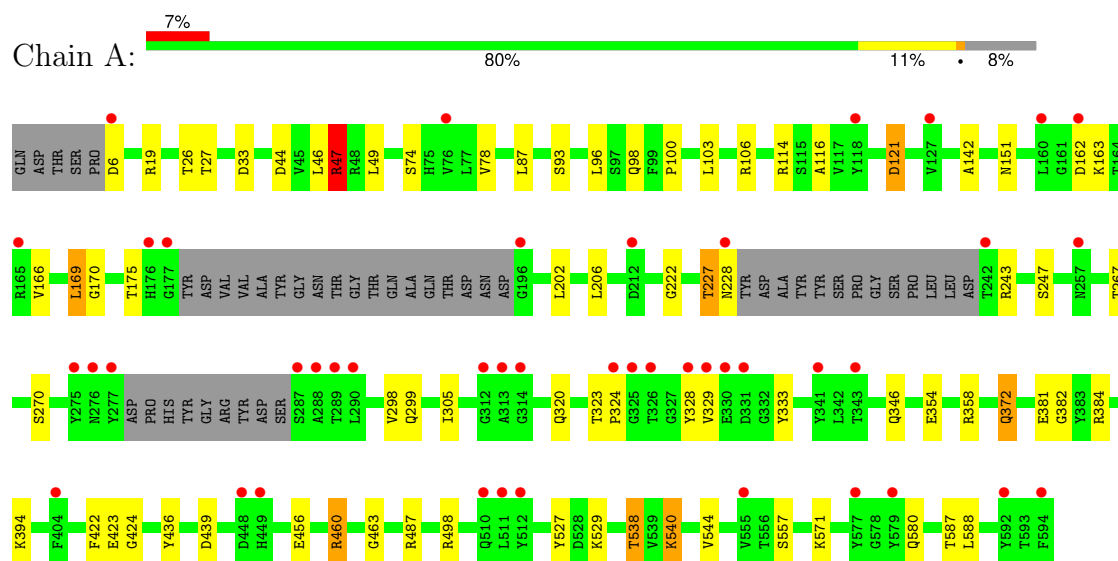 7%
Chain A:
80% 11% • 8%
GLN ASP THR SER PRO D6 R19 T26 T27 D33 D44 V45 L46 R47 R48 L49 S74 H75 V76 L77 V78 L87 S93 L96 S97 Q98 F99 P100 L103 R106 R114 S115 A116 V117 Y118 D121 V127 A142 N151 L160 G161 D162 K163 T164
R165 V166 L169 G170 T175 H176 G177 TYR ASP VAL VAL ALA TYR GLY ASN THR THR GLY THR GLN ALA GLN THR ASP ASN ASP G196 L202 L206 D212 G222 T227 N228 TYR ASP ALA TYR TYR SER PRO GLY SER PRO LEU LEU ASP T242 R243 S247 N257 T267
S270 Y275 N276 Y277 ASP PRO HIS TYR GLY ARG TYR ASP SER S287 A288 T289 L290 V298 Q299 I305 G312 A313 G314 Q320 T323 P324 G325 T326 G327 Y328 V329 E330 D331 G332 Y333 Y341 L342 T343 Q346 E354 R358 Q372 E381 G382 Y383 R384
K394 F404 F422 E423 G424 Y436 D439 D448 H449 E456 R460 G463 R487 R498 Q510 L511 Y512 Y527 D528 K529 T538 V539 K540 V544 V555 T556 S557 K571 Y577 G578 Y579 Q580 T587 L588 Y592 T593 F594